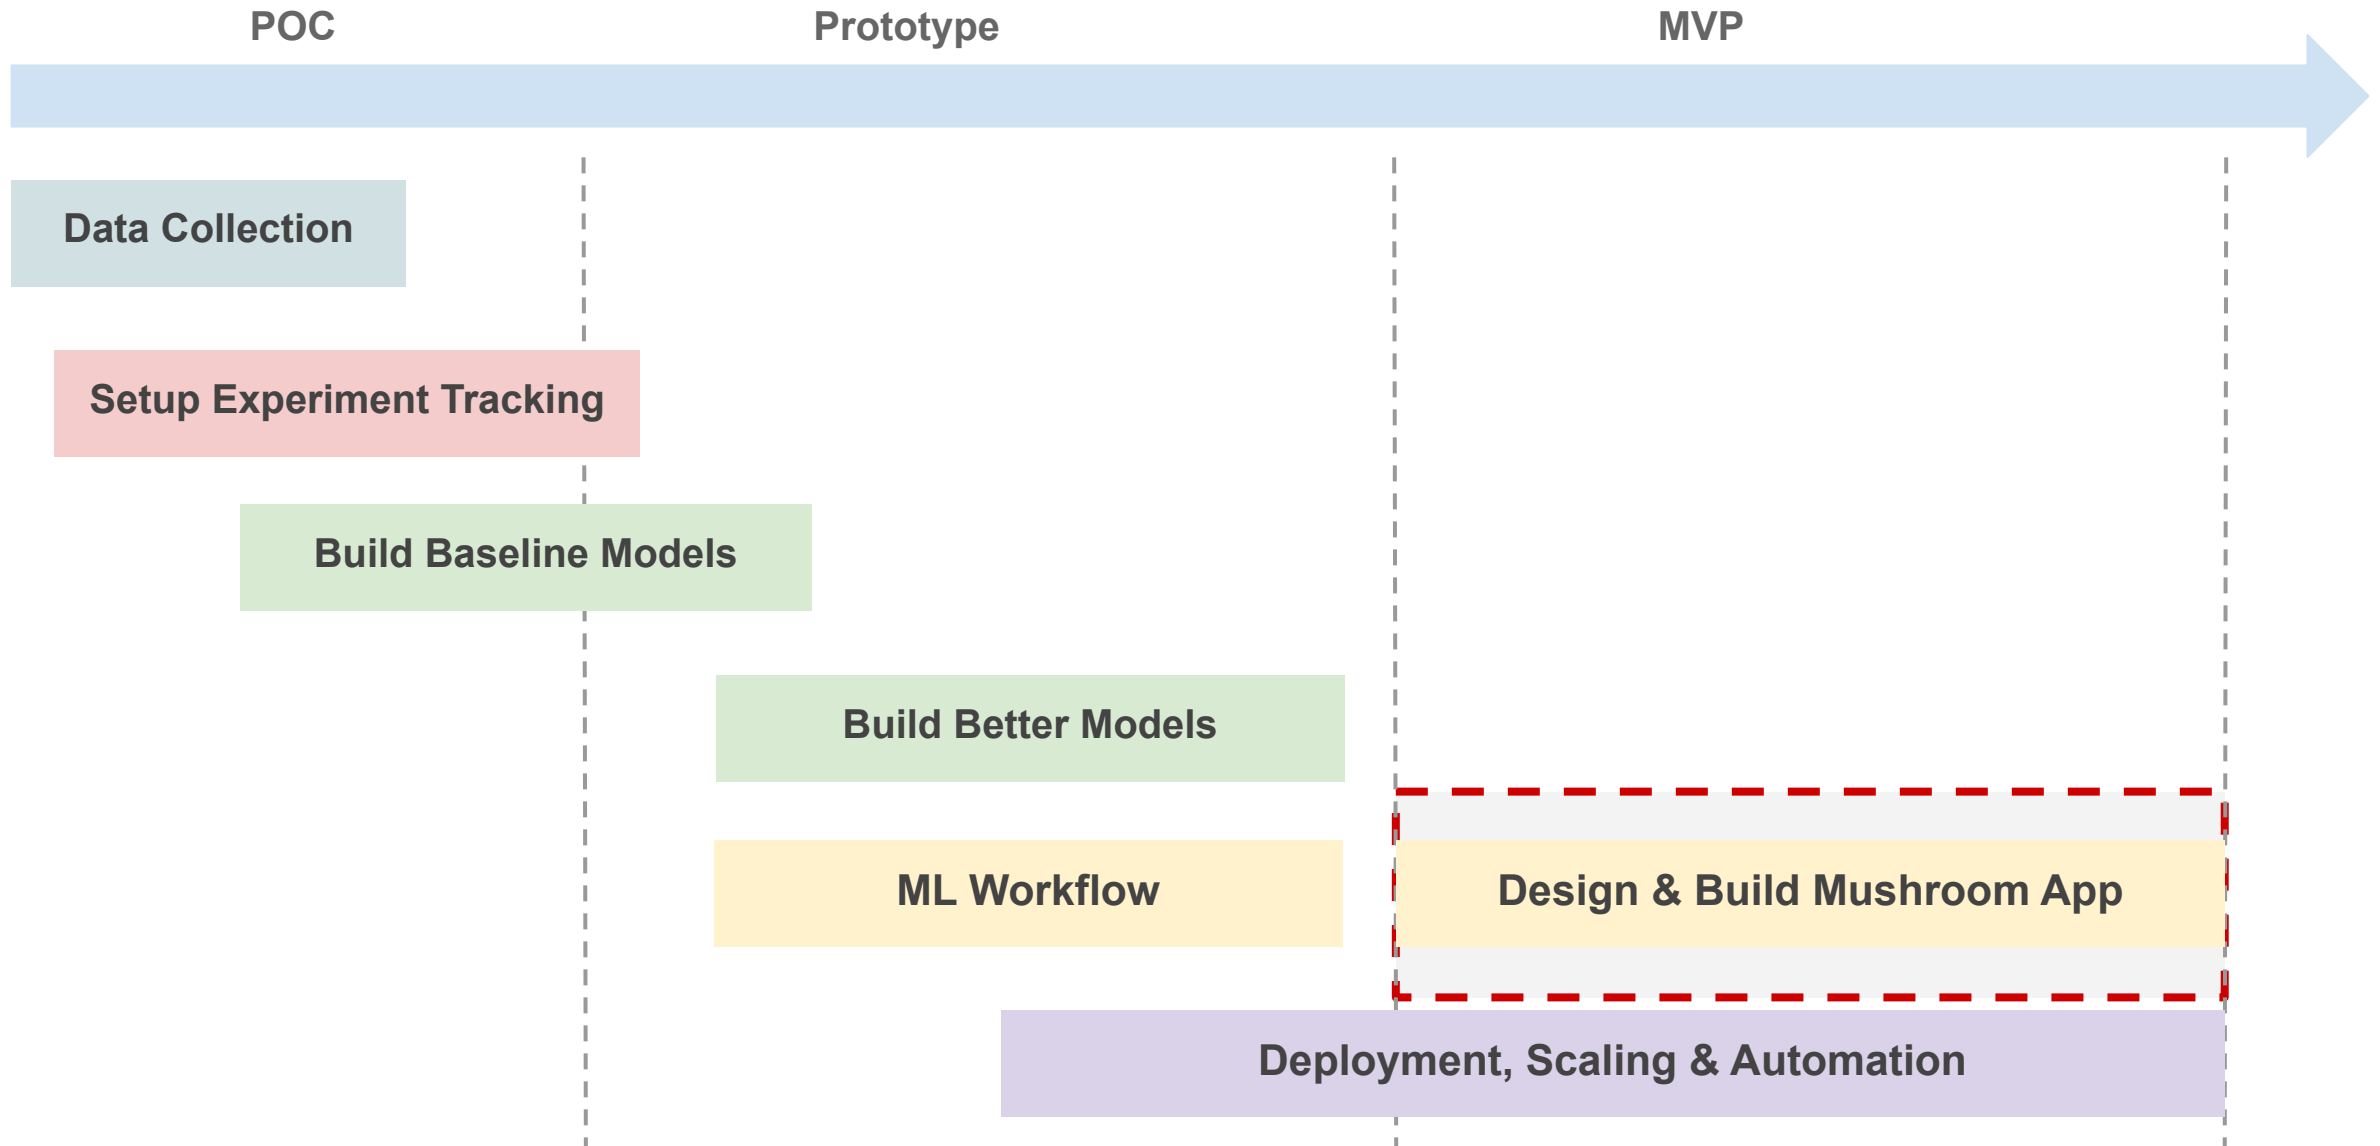 POC
Prototype
MVP
Data Collection
Setup Experiment Tracking
Build Baseline Models
Build Better Models
ML Workflow
Design & Build Mushroom App
Deployment, Scaling & Automation